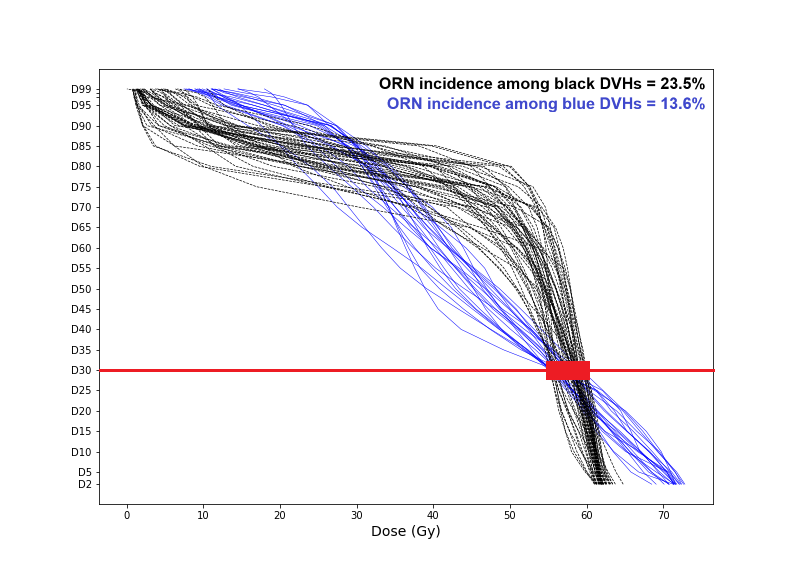 ORN incidence among black DVHs = 23.5%
ORN incidence among blue DVHs = 13.6%
D99
D95
D90
D85
D80
D75
D70
D65
D60
D55
D50
D45
D40
D35
D30
D25
D20
D15
D10
D5
D2
0 10 20 30 40 50 60 70
Dose (Gy)